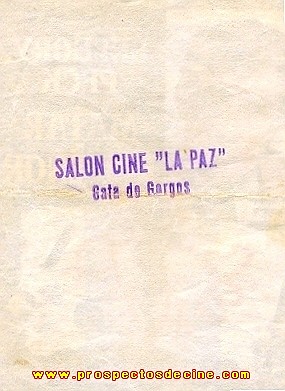 SALON CINE "LA PAZ"
Gata de Gorgos
www.prospectosdecine.com